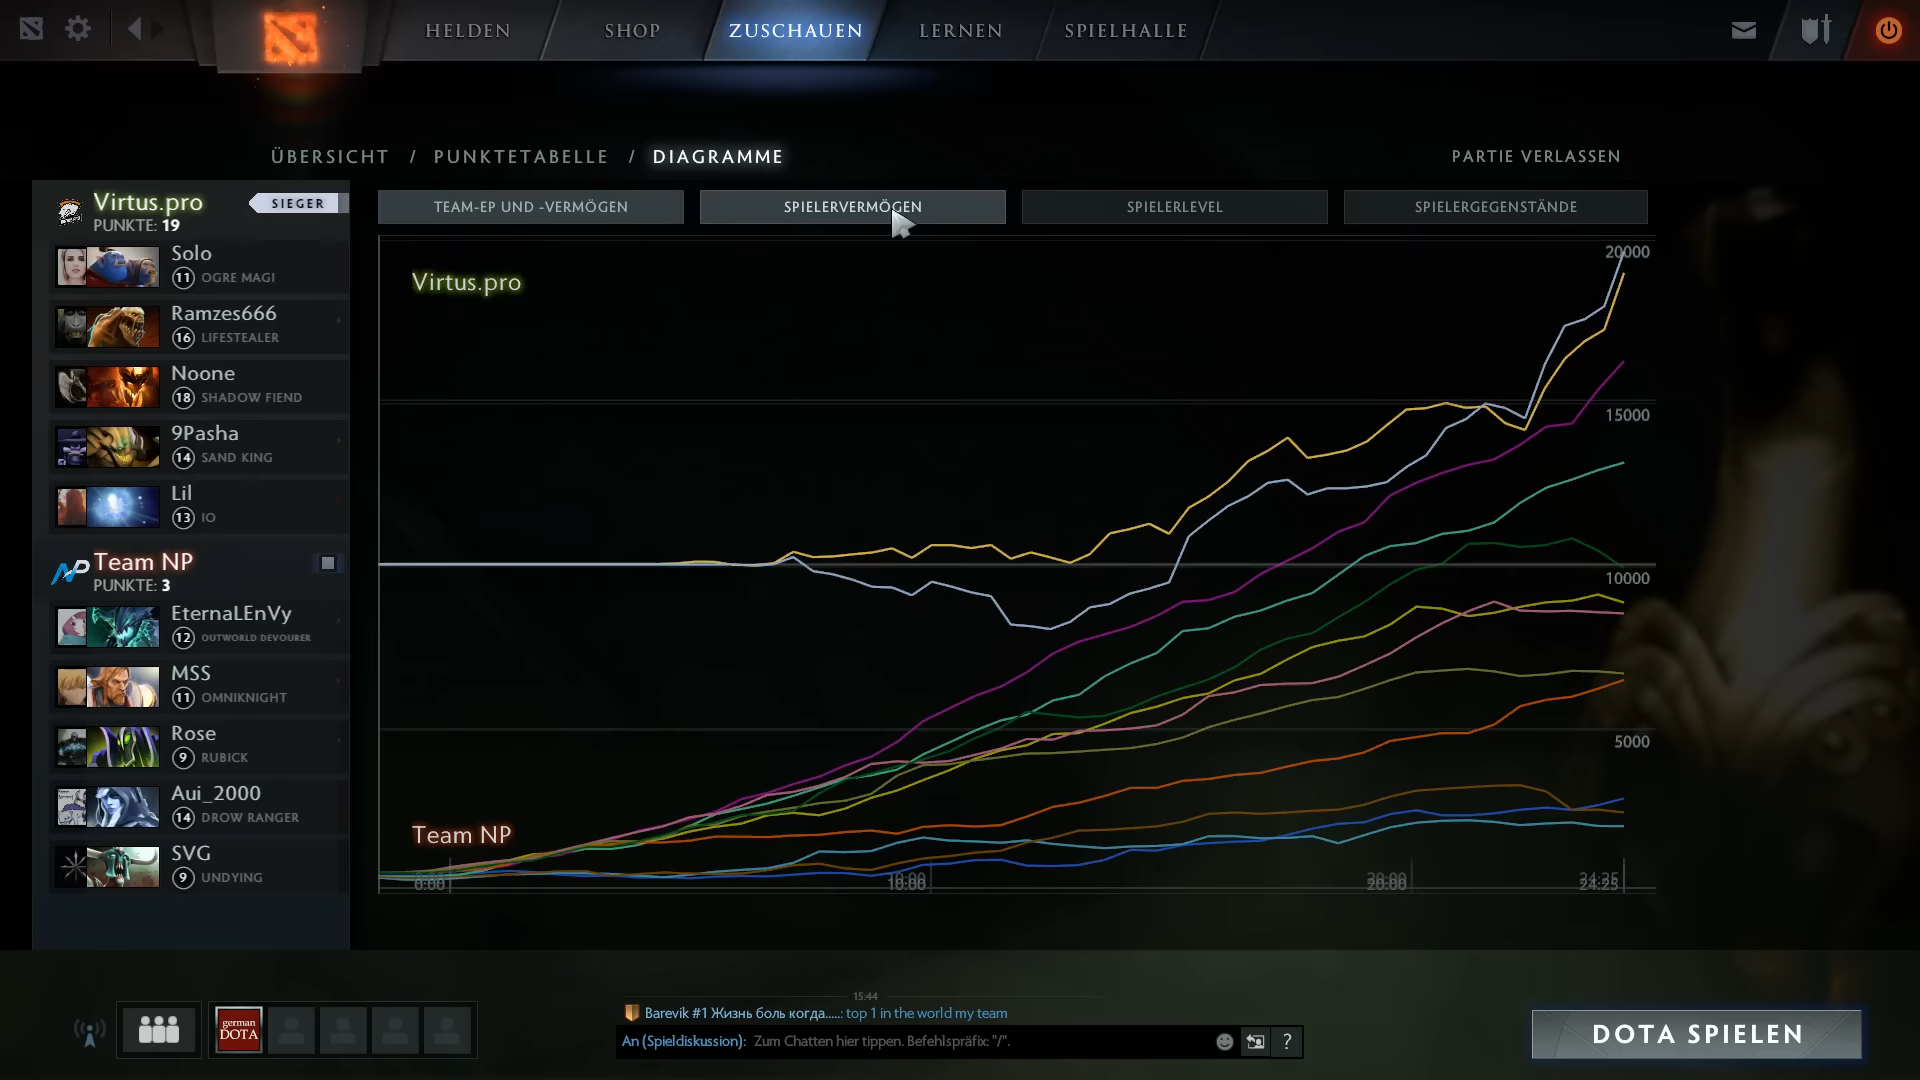 HELDEN
SHOP
ZUSCHAUEN
LERNEN
SPIELHALLE
ÜBERSICHT / PUNKTETABELLE / DIAGRAMME
PARTIE VERLASSEN
Virtus.pro
SIEGER
PUNKTE: 19
Solo
11 OGRE MAGI
Ramzes666
16 LIFESTEALER
Noone
18 SHADOW FIEND
9Pasha
14 SAND KING
Lil
13 IO
Team NP
PUNKTE: 3
EternaLEnVy
12 OUTWORLD DEVOURER
MSS
11 OMNIKNIGHT
Rose
9 RUBICK
Aui_2000
14 DROW RANGER
SVG
9 UNDYING
TEAM-EP UND -VERMÖGEN
SPIELERVERMÖGEN
SPIELERLEVEL
SPIELERGEGENSTÄNDE
Virtus.pro
20000
15000
10000
5000
Team NP
0:00
10:00
20:00
24:25
german
DOTA
15:44
Barevik #1 Жизнь боль когда.....: top 1 in the world my team
An (Spieldiskussion): Zum Chatten hier tippen. Befehlspräfix: "/".
?
DOTA SPIELEN